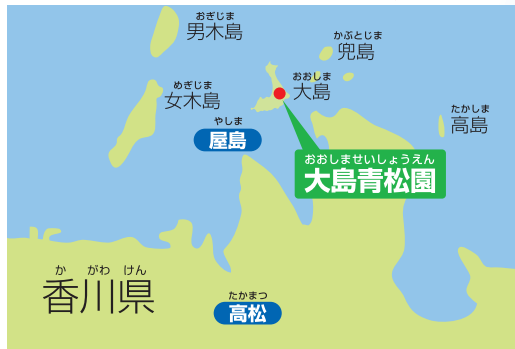 おぎじま
男木島
かぶとじま
兜島
おおしま
大島
めぎじま
女木島
たかしま
高島
やしま
屋島
おおしませいしょうえん
大島青松園
か がわ けん
香川県
たかまつ
高松